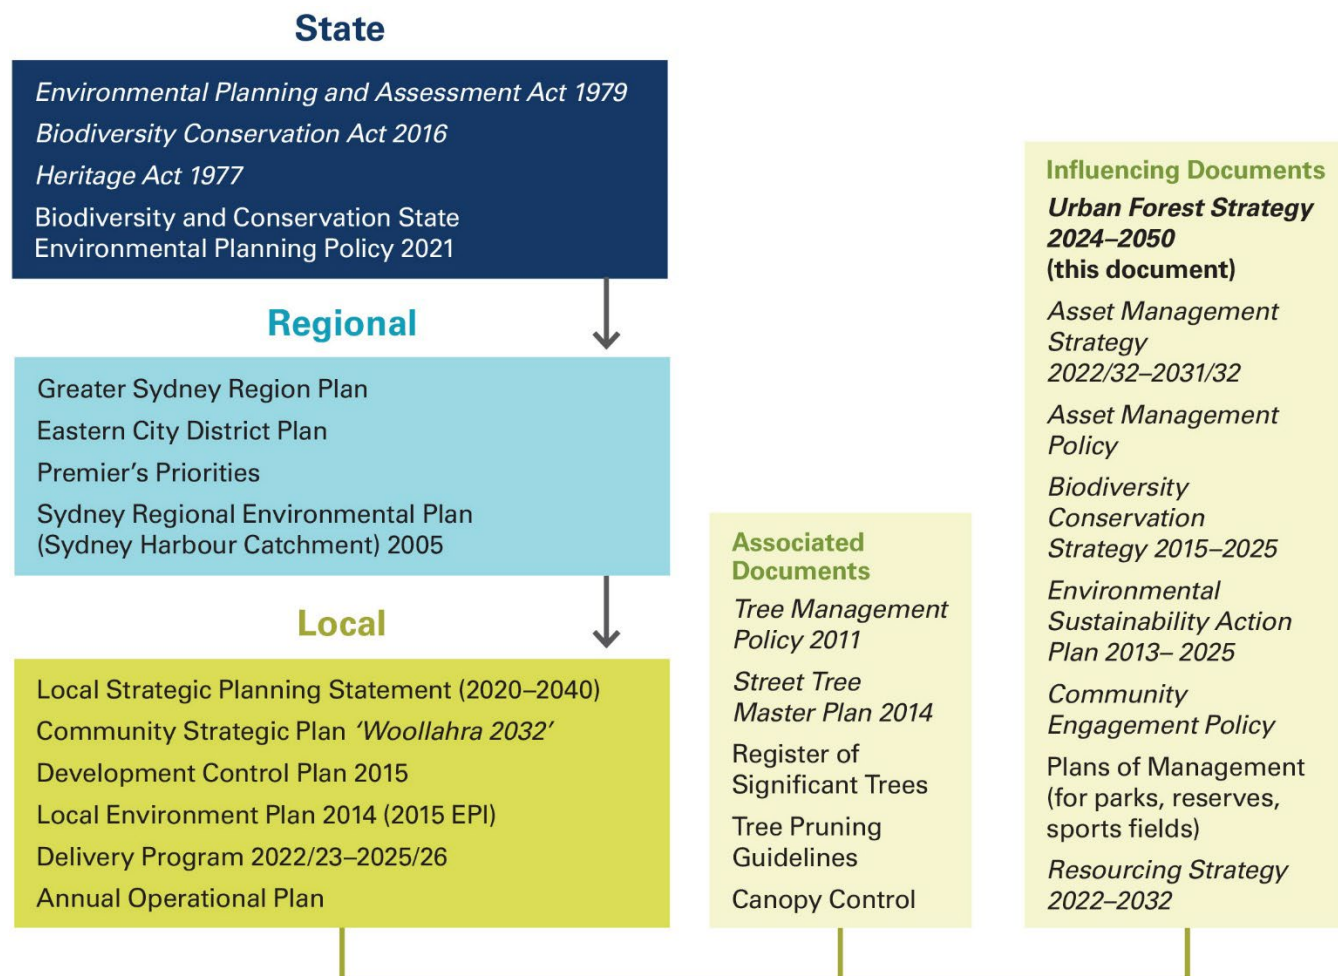 State
Environmental Planning and Assessment Act 1979
Biodiversity Conservation Act 2016
Heritage Act 1977
Biodiversity and Conservation State
Environmental Planning Policy 2021
Regional
Greater Sydney Region Plan
Eastern City District Plan
Premier’s Priorities
Sydney Regional Environmental Plan
(Sydney Harbour Catchment) 2005
Local
Local Strategic Planning Statement (2020–2040)
Community Strategic Plan ‘Woollahra 2032’
Development Control Plan 2015
Local Environment Plan 2014 (2015 EPI)
Delivery Program 2022/23–2025/26
Annual Operational Plan
Associated
Documents
Tree Management
Policy 2011
Street Tree
Master Plan 2014
Register of
Significant Trees
Tree Pruning
Guidelines
Canopy Control
Influencing Documents
Urban Forest Strategy
2024–2050
(this document)
Asset Management
Strategy
2022/32–2031/32
Asset Management
Policy
Biodiversity
Conservation
Strategy 2015–2025
Environmental
Sustainability Action
Plan 2013– 2025
Community
Engagement Policy
Plans of Management
(for parks, reserves,
sports fields)
Resourcing Strategy
2022–2032